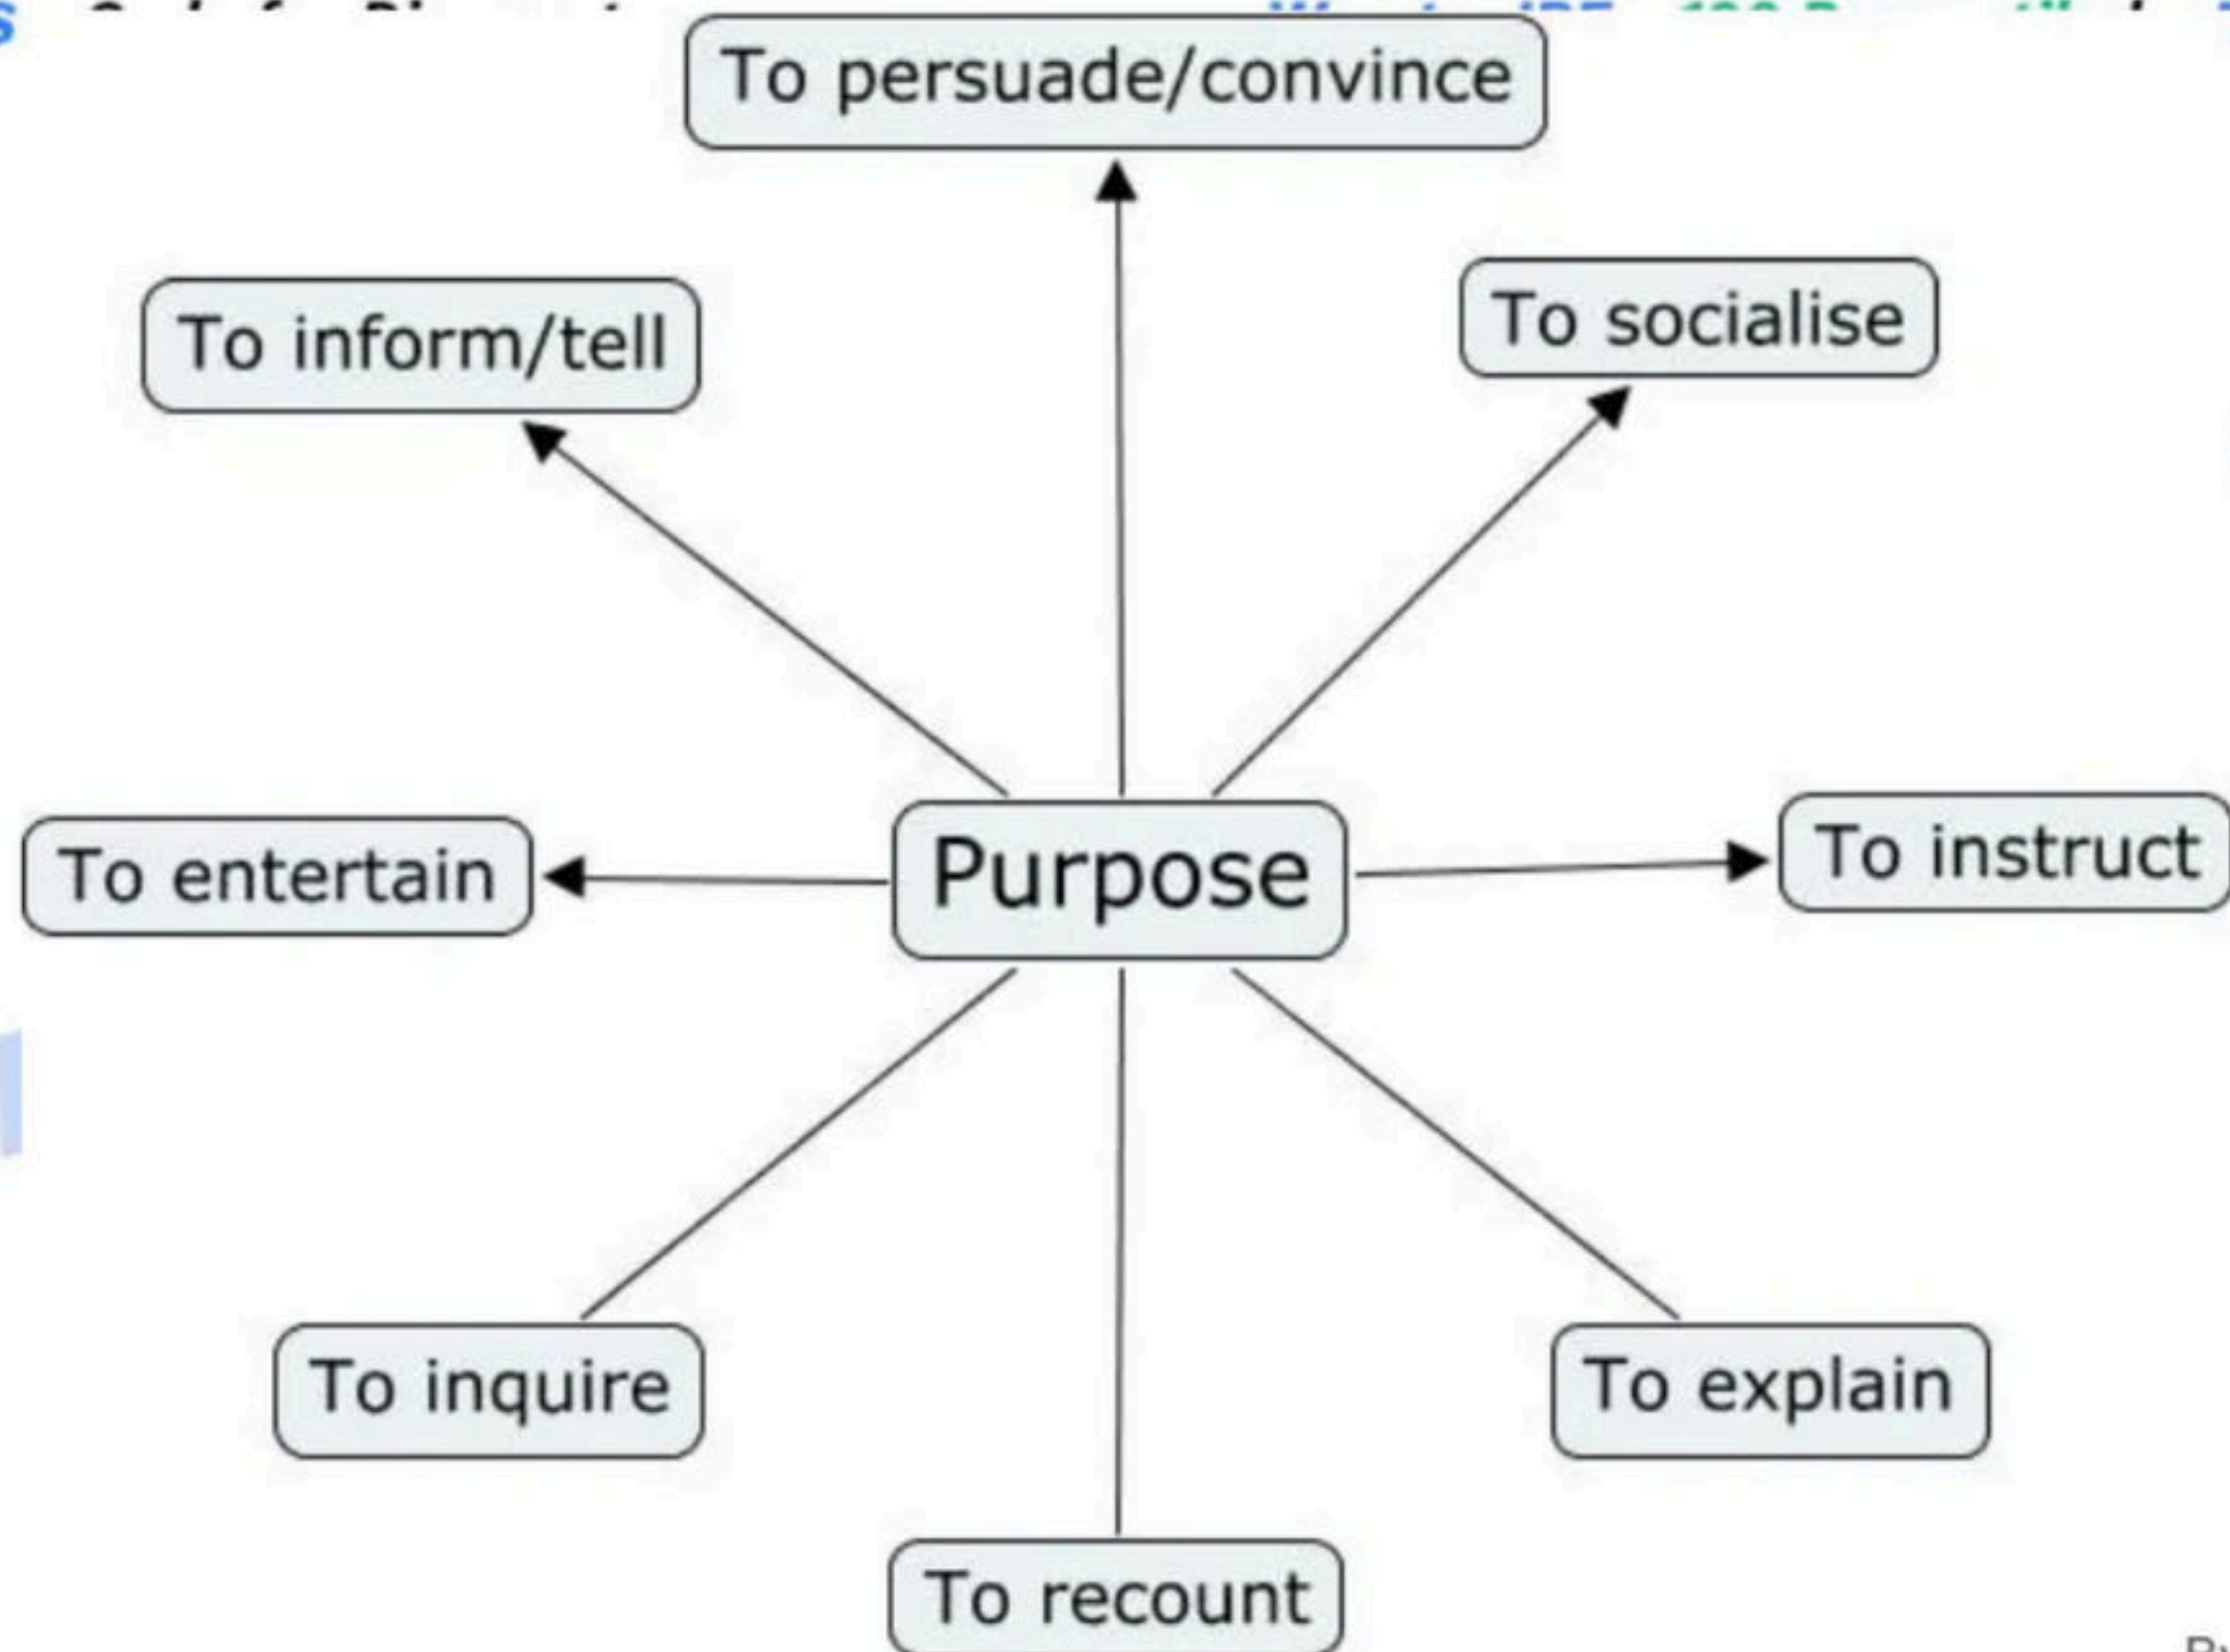 To persuade/convince
To socialise
To inform/tell
To instruct
To entertain
Purpose
To inquire
To explain
To recount